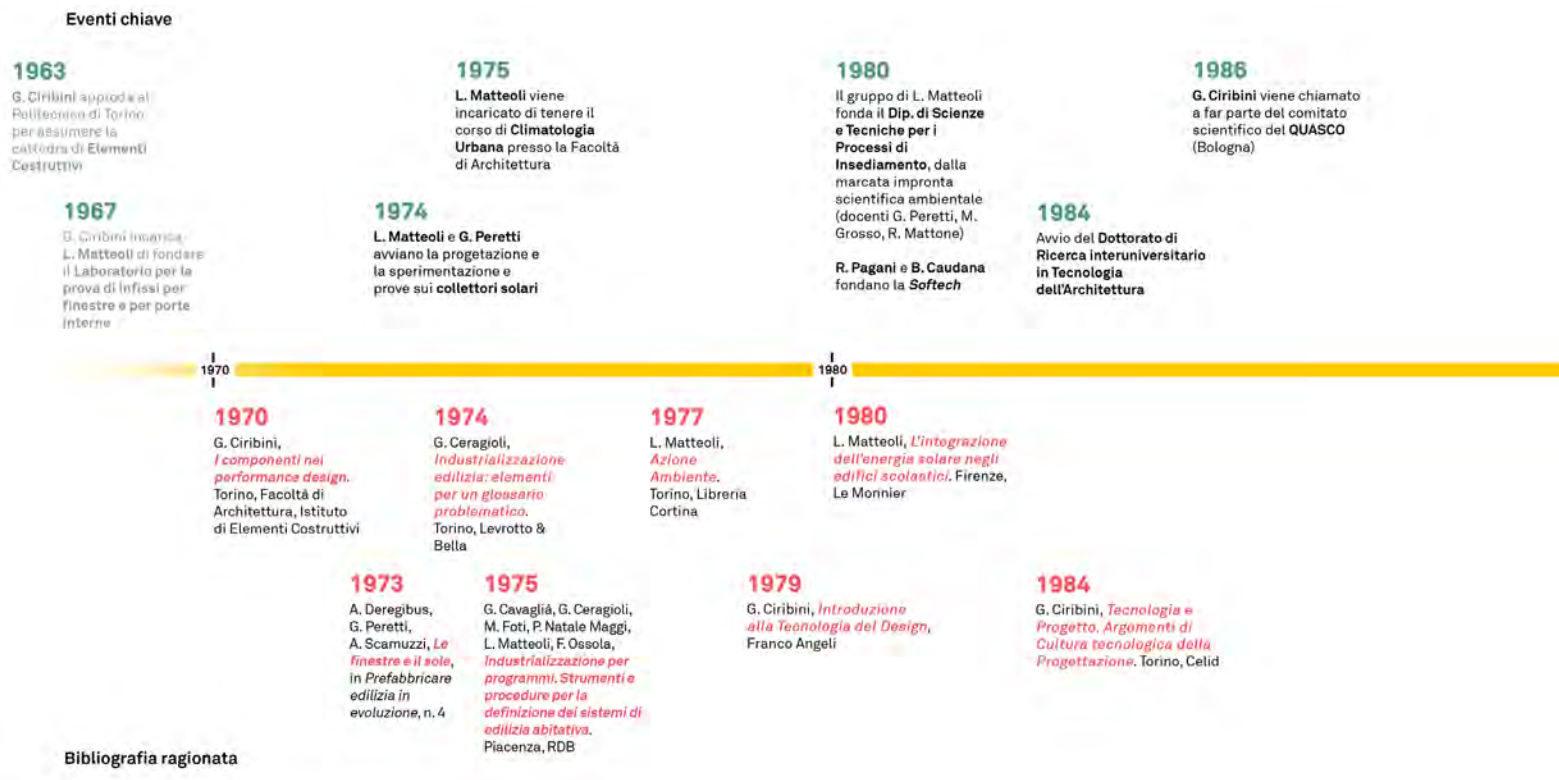 Eventi chiave
1963
G. Ciribini approda al
Politecnico di Torino
per assumere la
cattedra di Elementi
Costruttivi
1975
L. Matteoli viene
incaricato di tenere il
corso di Climatologia
Urbana presso la Facoltà
di Architettura
1980
Il gruppo di L. Matteoli
fonda il Dip. di Scienze
e Tecniche per i
Processi di
Insediamento, dalla
marcata impronta
scientifica ambientale
(docenti G. Peretti, M.
Grosso, R. Mattone)
R. Pagani e B. Caudana
fondano la Softech
1986
G. Ciribini viene chiamato
a far parte del comitato
scientifico del QUASCO
(Bologna)
1967
G. Ciribini incarica
L. Matteoli di fondare
il Laboratorio per la
prova di infissi per
finestre e per porte
interne
1974
L. Matteoli e G. Peretti
avviano la progetazione e
la sperimentazione e
prove sui collettori solari
1984
Avvio del Dottorato di
Ricerca interuniversitario
in Tecnologia
dell'Architettura
1970
1980
1970
G. Ciribini,
I componenti nel
performance design.
Torino, Facoltà di
Architettura, Istituto
di Elementi Costruttivi
1974
G. Ceragioli,
Industrializzazione
edilizia: elementi
per un glossario
problematico.
Torino, Levrotto &
Bella
1977
L. Matteoli,
Azione
Ambiente.
Torino, Libreria
Cortina
1980
L. Matteoli, L'integrazione
dell'energia solare negli
edifici scolastici. Firenze,
Le Monnier
1973
A. Deregibus,
G. Peretti,
A. Scamuzzi, Le
finestre e il sole,
in Prefabbricare
edilizia in
evoluzione, n. 4
1975
G. Cavaglià, G. Ceragioli,
M. Foti, P. Natale Maggi,
L. Matteoli, F. Ossola,
Industrializzazione per
programmi. Strumenti e
procedure per la
definizione dei sistemi di
edilizia abitativa.
Piacenza, RDB
1979
G. Ciribini, Introduzione
alla Tecnologia del Design,
Franco Angeli
1984
G. Ciribini, Tecnologia e
Progetto. Argomenti di
Cultura tecnologica della
Progettazione. Torino, Celid
Bibliografia ragionata